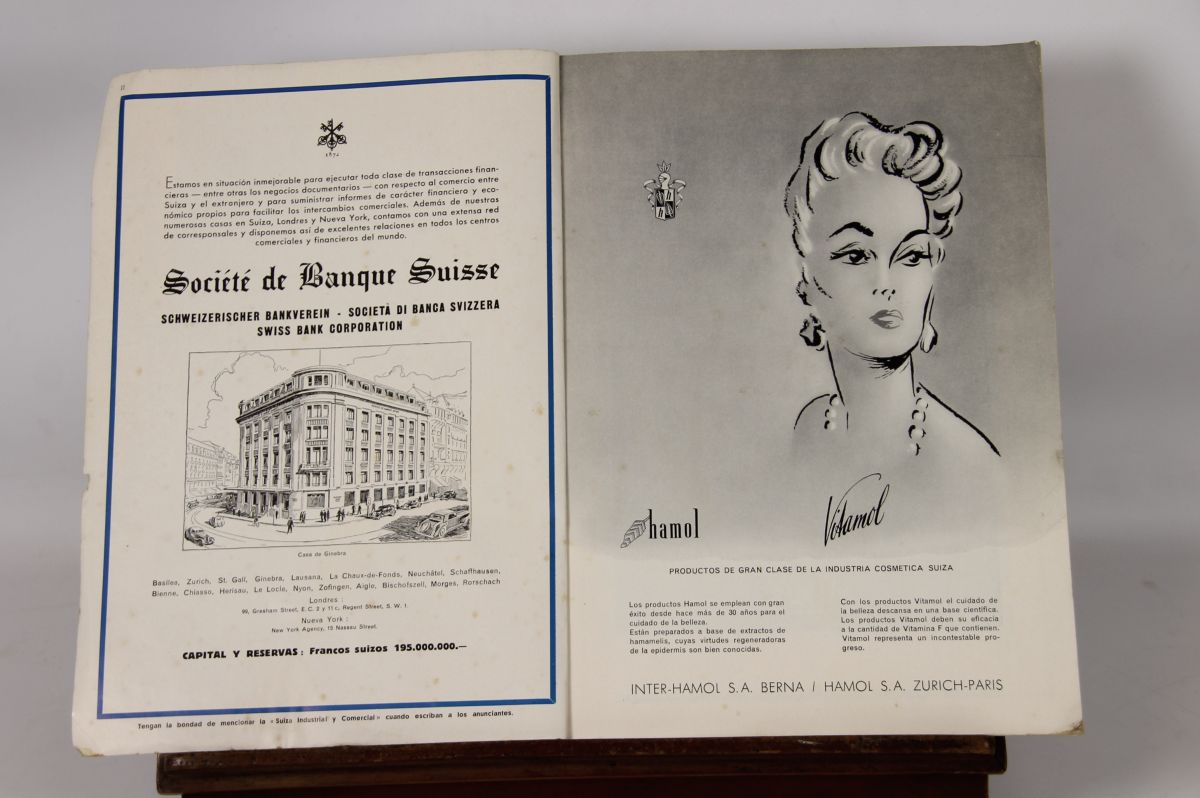 II
1872
Estamos en situación inmejorable para ejecutar toda clase de transacciones finan-
cieras — entre otras los negocios documentarios — con respecto al comercio entre
Suiza y el extranjero y para suministrar informes de carácter financiero y eco-
nómico propios para facilitar los intercambios comerciales. Además de nuestras
numerosas casas en Suiza, Londres y Nueva York, contamos con una extensa red
de corresponsales y disponemos así de excelentes relaciones en todos los centros
comerciales y financieros del mundo.
Société de Banque Suisse
SCHWEIZERISCHER BANKVEREIN - SOCIETÀ DI BANCA SVIZZERA
SWISS BANK CORPORATION
Casa de Ginebra
Basilea, Zurich, St. Gall, Ginebra, Lausana, La Chaux-de-Fonds, Neuchâtel, Schaffhausen,
Bienne, Chiasso, Herisau, Le Locle, Nyon, Zofingen, Aigle, Bischofszell, Morges, Rorschach
Londres :
99, Gresham Street, E.C. 2 y 11 c, Regent Street, S. W. 1.
Nueva York :
New York Agency, 15 Nassau Street.
CAPITAL Y RESERVAS : Francos suizos 195.000.000.—
Tengan la bondad de mencionar la « Suiza Industrial y Comercial » cuando escriban a los anunciantes.
hamol
Vitamol
PRODUCTOS DE GRAN CLASE DE LA INDUSTRIA COSMETICA SUIZA
Los productos Hamol se emplean con gran
éxito desde hace más de 30 años para el
cuidado de la belleza.
Están preparados a base de extractos de
hamamelis, cuyas virtudes regeneradoras
de la epidermis son bien conocidas.
Con los productos Vitamol el cuidado de
la belleza descansa en una base científica.
Los productos Vitamol deben su eficacia
a la cantidad de Vitamina F que contienen.
Vitamol representa un incontestable pro-
greso.
INTER-HAMOL S.A. BERNA / HAMOL S.A. ZURICH-PARIS